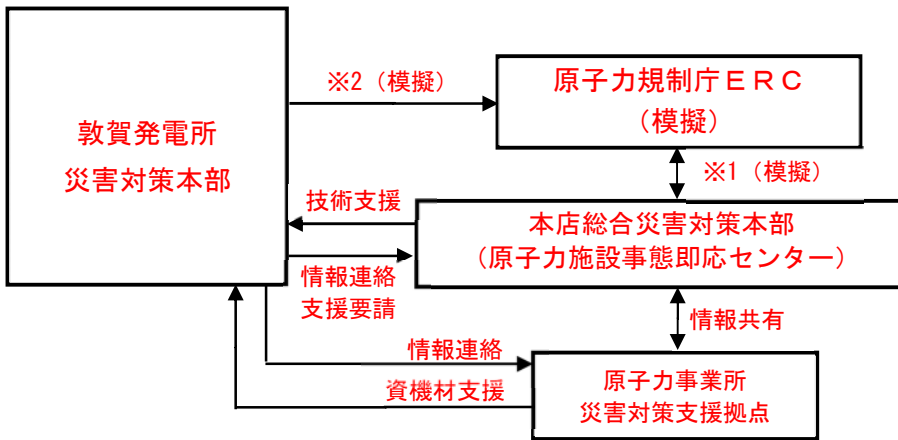 ※2（模擬）
原子力規制庁ＥＲＣ
（模擬）
敦賀発電所
災害対策本部
※1（模擬）
技術支援
本店総合災害対策本部
（原子力施設事態即応センター）
情報連絡
支援要請
情報共有
情報連絡
資機材支援
原子力事業所
災害対策支援拠点